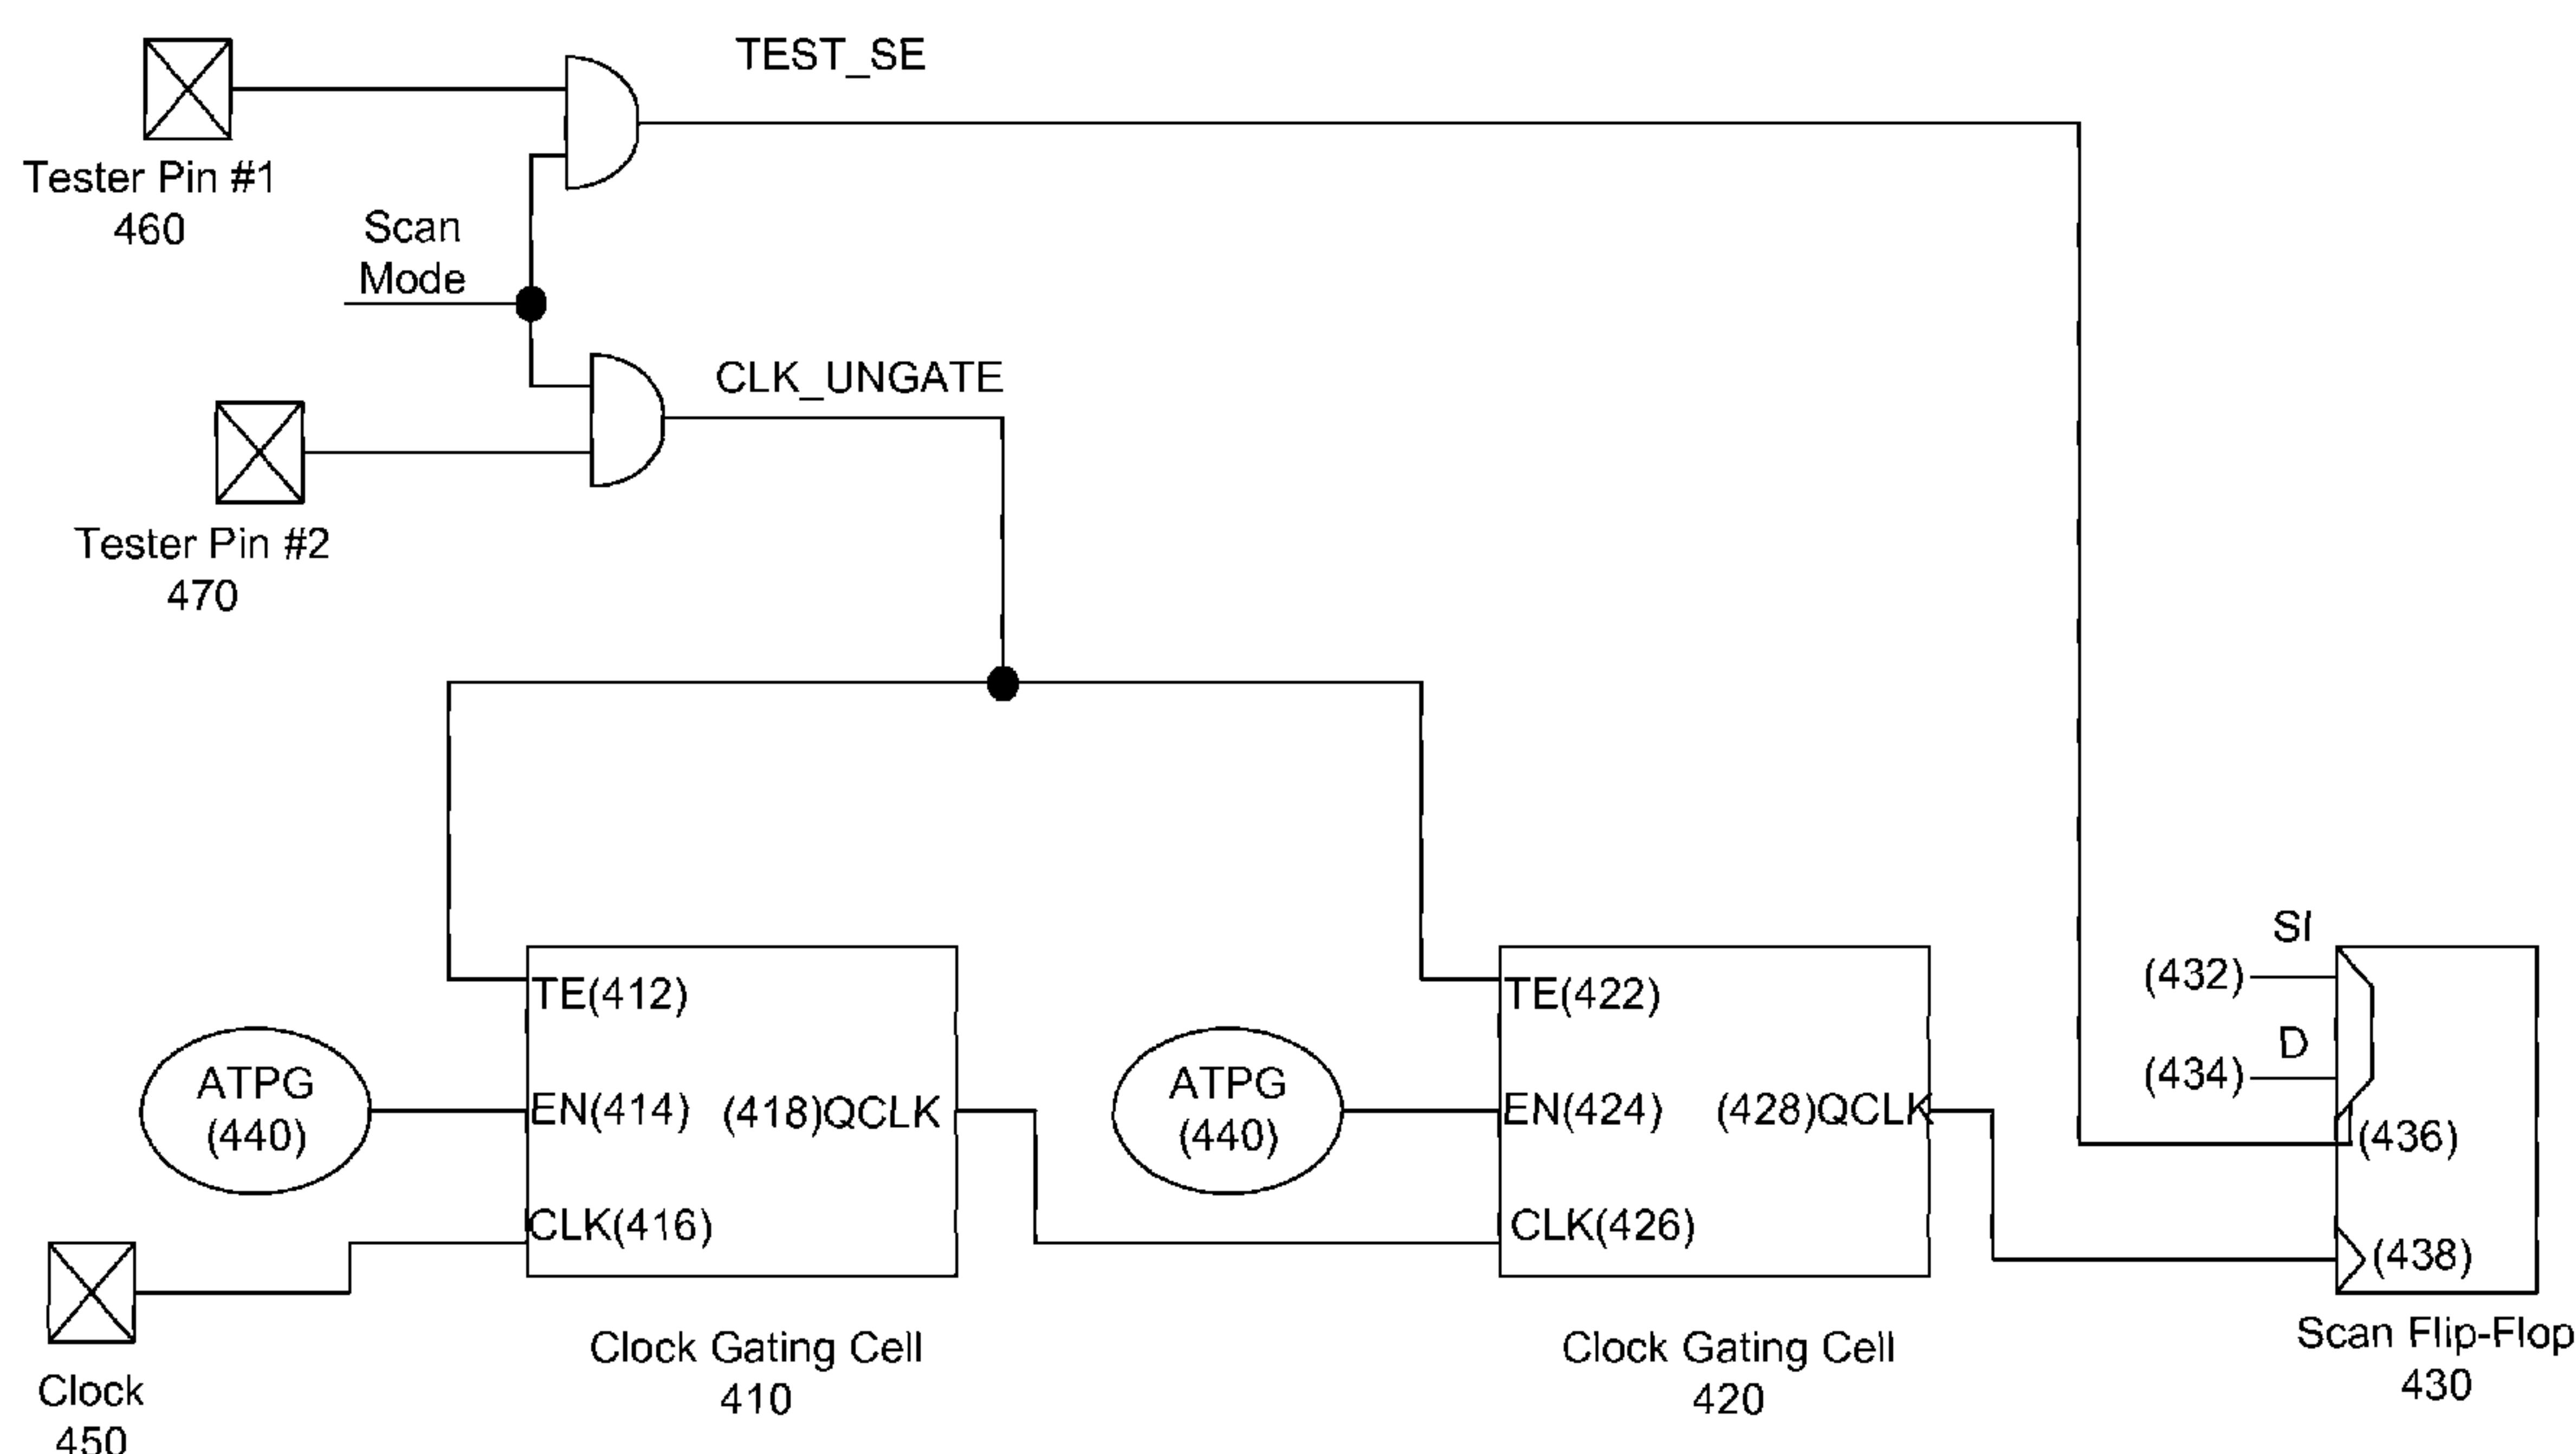 TEST_SE
Tester Pin #1
460
Scan
Mode
CLK_UNGATE
Tester Pin #2
470
SI
(432)
D
(434)
(436)
(438)
TE(412)
EN(414) (418)QCLK
CLK(416)
ATPG
(440)
TE(422)
EN(424) (428)QCLK
CLK(426)
ATPG
(440)
Clock
450
Clock Gating Cell
410
Clock Gating Cell
420
Scan Flip-Flop
430